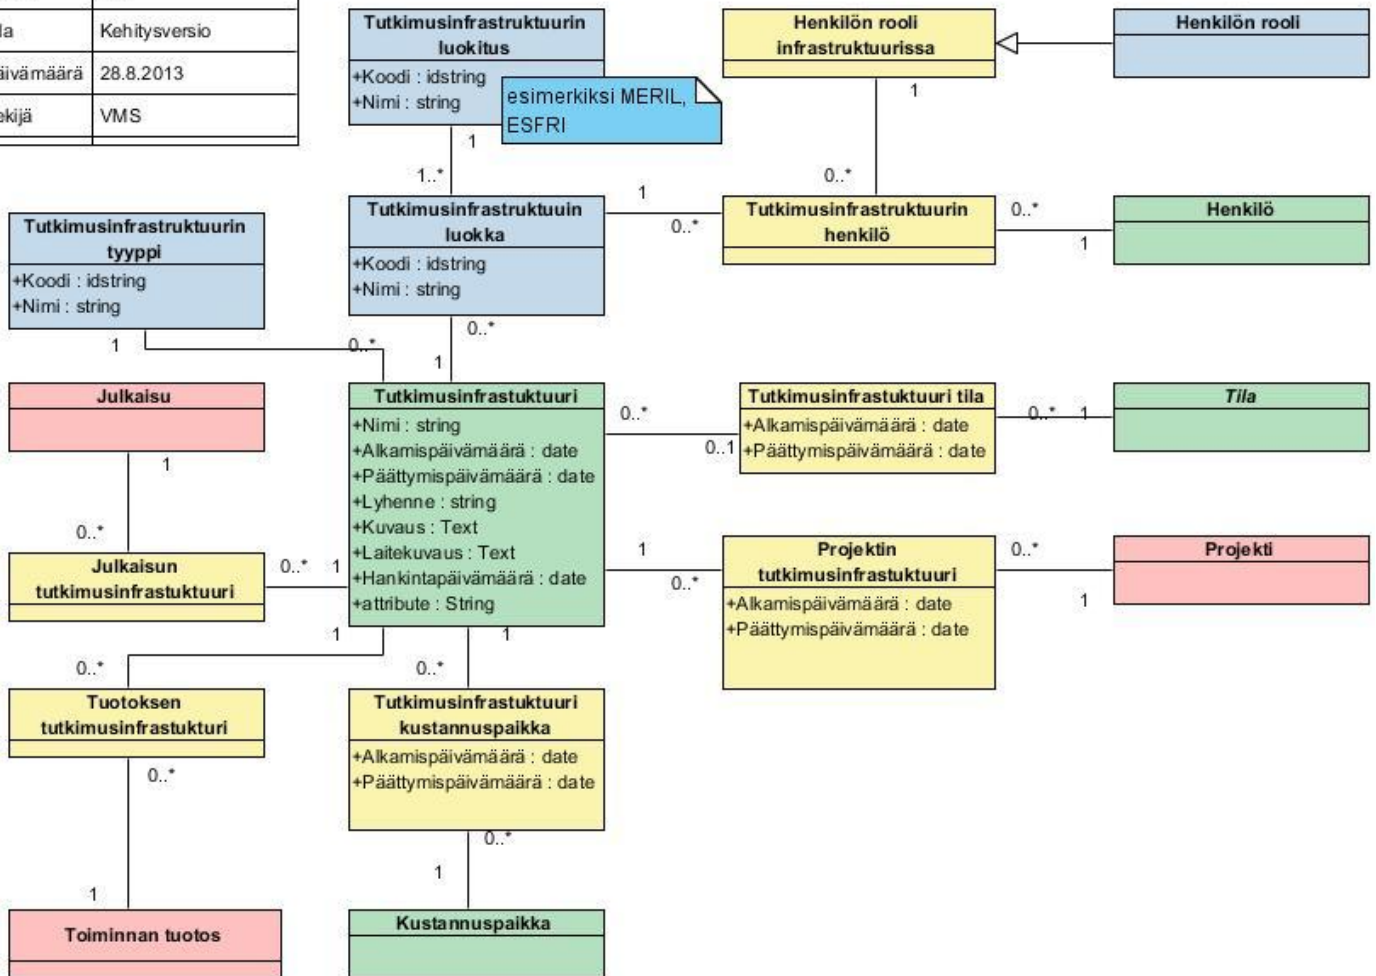 Kehitysversio
28.8.2013
VMS
Tutkimusinfrastruktuurin
luokitus
+Koodi : idstring
+Nimi : string
esimerkiksi MERIL,
ESFRI
Henkilön rooli
infrastruktuurissa
Henkilön rooli
1
1
1..*
0..*
Tutkimusinfrastruktuurin
tyyppi
+Koodi : idstring
+Nimi : string
Tutkimusinfrastruktuuin
luokka
+Koodi : idstring
+Nimi : string
1
0..*
Tutkimusinfrastruktuurin
henkilö
0..*
1
Henkilö
1
0..*
0..*
1
Julkaisu
1
0..*
Tutkimusinfrastuktuuri
+Nimi : string
+Alkamispäivämäärä : date
+Päättymispäivämäärä : date
+Lyhenne : string
+Kuvaus : Text
+Laitekuvaus : Text
+Hankintapäivämäärä : date
+attribute : String
0..*
0..1
Tutkimusinfrastuktuuri tila
+Alkamispäivämäärä : date
+Päättymispäivämäärä : date
0..*
1
Tila
Julkaisun
tutkimusinfrastuktuuri
0..*
1
1
0..*
Projektin
tutkimusinfrastuktuuri
+Alkamispäivämäärä : date
+Päättymispäivämäärä : date
0..*
1
Projekti
1
1
0..*
0..*
Tuotoksen
tutkimusinfrastukturi
Tutkimusinfrastuktuuri
kustannuspaikka
+Alkamispäivämäärä : date
+Päättymispäivämäärä : date
0..*
0..*
1
1
Toiminnan tuotos
Kustannuspaikka